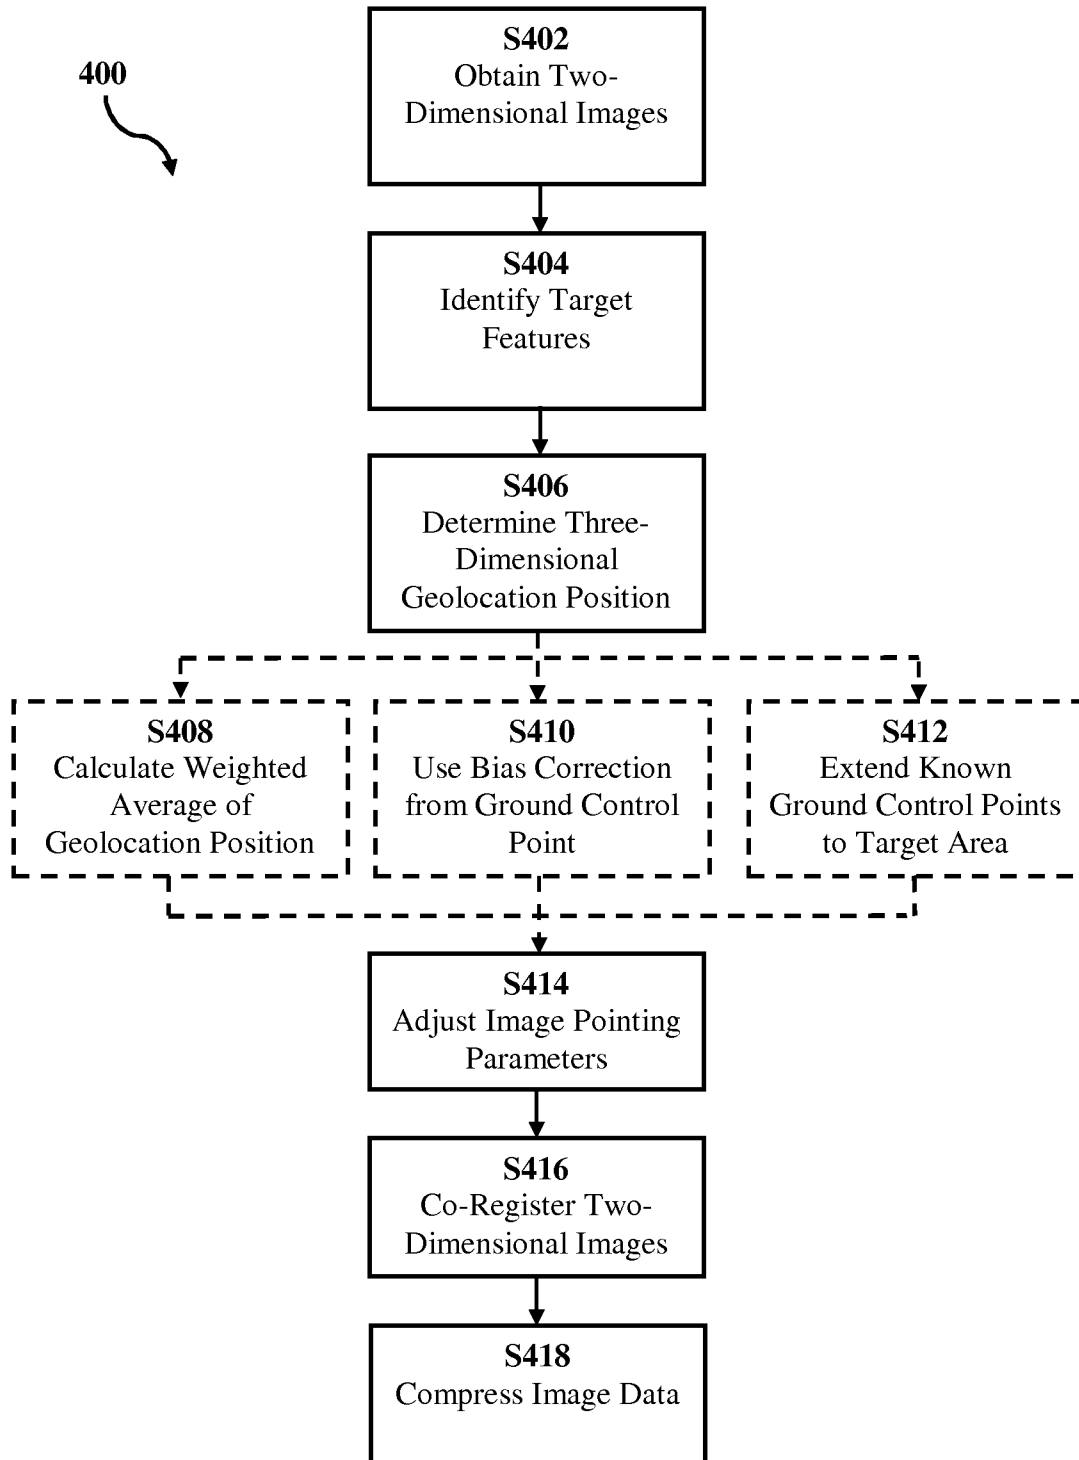 400
S402
Obtain Two-
Dimensional Images
S404
Identify Target
Features
S406
Determine Three-
Dimensional
Geolocation Position
S408
Calculate Weighted
Average of
Geolocation Position
S410
Use Bias Correction
from Ground Control
Point
S412
Extend Known
Ground Control Points
to Target Area
S414
Adjust Image Pointing
Parameters
S416
Co-Register Two-
Dimensional Images
S418
Compress Image Data